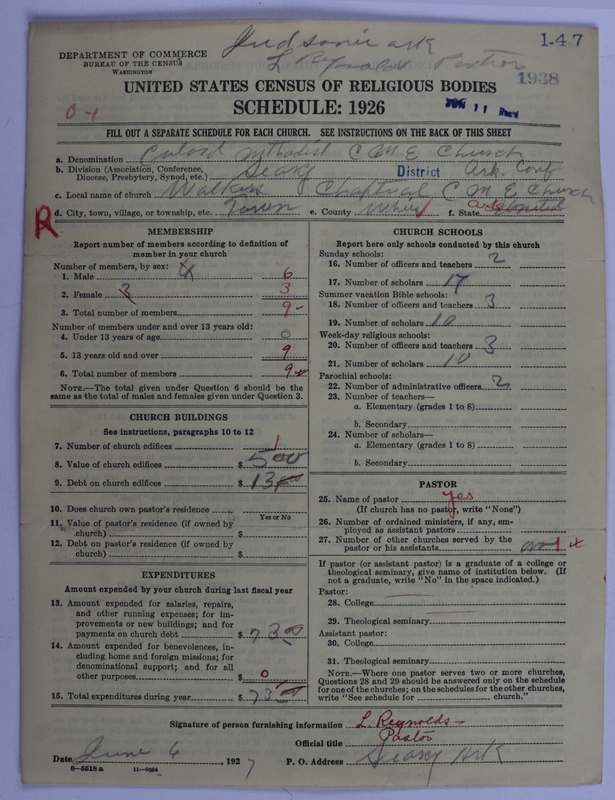 Judsonia ark
1-47
DEPARTMENT OF COMMERCE
BUREAU OF THE CENSUS
WASHINGTON
L Reynolds Pastor
1938
UNITED STATES CENSUS OF RELIGIOUS BODIES
0-1
SCHEDULE: 1926
JUN 11 Recd
FILL OUT A SEPARATE SCHEDULE FOR EACH CHURCH. SEE INSTRUCTIONS ON THE BACK OF THIS SHEET
a. Denomination Colord Methodist C M E Church
b. Division (Association, Conference, Diocese, Presbytery, Synod, etc.) Searcy District Ark. Conf
c. Local name of church Walkins C M E Church
R
d. City, town, village, or township, etc. e. County White f. State Ark
MEMBERSHIP
Report number of members according to definition of
member in your church
Number of members, by sex:
1. Male 6
2. Female 3 3
3. Total number of members 9
Number of members under and over 13 years old:
4. Under 13 years of age 0
5. 13 years old and over 9
6. Total number of members 9
NOTE.—The total given under Question 6 should be the
same as the total of males and females given under Question 3.
CHURCH BUILDINGS
See instructions, paragraphs 10 to 12
7. Number of church edifices 1
8. Value of church edifices $ 500
9. Debt on church edifices $
10. Does church own pastor's residence
Yes or No
11. Value of pastor's residence (if owned by
church) $
12. Debt on pastor's residence (if owned by
church) $
EXPENDITURES
Amount expended by your church during last fiscal year
13. Amount expended for salaries, repairs,
and other running expenses; for im-
provements or new buildings; and for
payments on church debt $
14. Amount expended for benevolences, in-
cluding home and foreign missions; for
denominational support; and for all
other purposes $ 0
15. Total expenditures during year $
CHURCH SCHOOLS
Report here only schools conducted by this church
Sunday schools:
16. Number of officers and teachers 2
17. Number of scholars 17
Summer vacation Bible schools:
18. Number of officers and teachers 3
19. Number of scholars 10
Week-day religious schools:
20. Number of officers and teachers 3
21. Number of scholars 10
Parochial schools:
22. Number of administrative officers 2
23. Number of teachers—
a. Elementary (grades 1 to 8)
b. Secondary
24. Number of scholars—
a. Elementary (grades 1 to 8)
b. Secondary
PASTOR
25. Name of pastor yes
(If church has no pastor, write "None")
26. Number of ordained ministers, if any, em-
ployed as assistant pastors
27. Number of other churches served by the
pastor or his assistants
If pastor (or assistant pastor) is a graduate of a college or
theological seminary, give name of institution below. (If
not a graduate, write "No" in the space indicated.)
Pastor:
28. College
29. Theological seminary
Assistant pastor:
30. College
31. Theological seminary
NOTE.—Where one pastor serves two or more churches,
Questions 28 and 29 should be answered only on the schedule
for one of the churches; on the schedules for the other churches,
write "See schedule for church."
Signature of person furnishing information L. Reynolds
Official title Pastor
Date June 6, 1927 P. O. Address Searcy Ark
8—5518a 11—9034